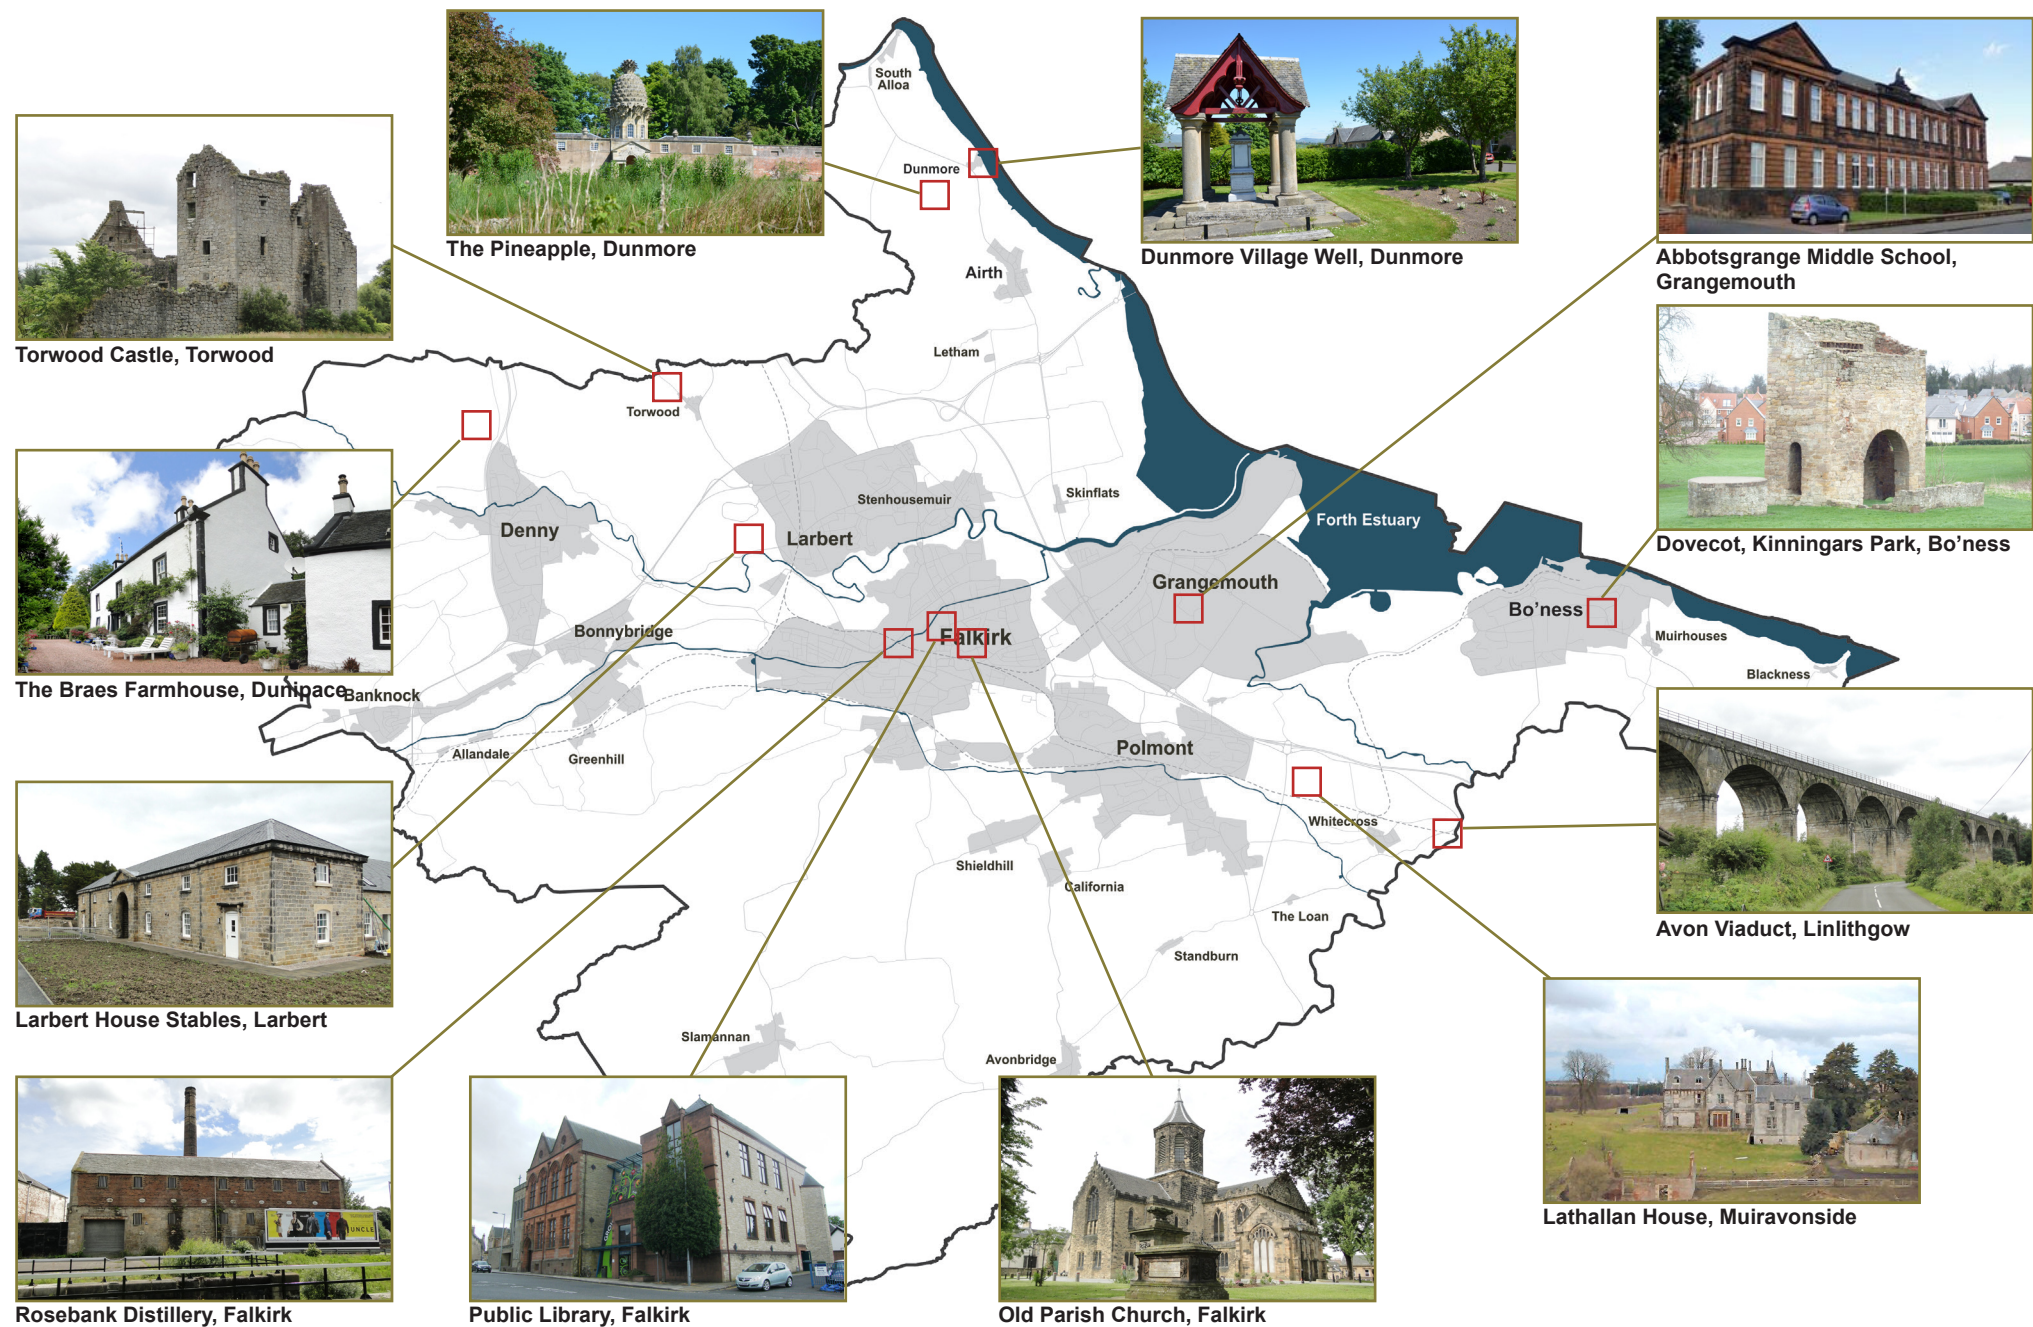 South
Alloa
Dunmore
The Pineapple, Dunmore
Dunmore Village Well, Dunmore
Abbotsgrange Middle School,
Grangemouth
Airth
Torwood Castle, Torwood
Letham
Torwood
Stenhousemuir
Skinflats
Forth Estuary
Denny
Larbert
Dovecot, Kinningars Park, Bo’ness
Grangemouth
Bo’ness
Bonnybridge
Falkirk
Muirhouses
Blackness
The Braes Farmhouse, Dunipace
Banknock
Allandale
Greenhill
Polmont
Whitecross
Shieldhill
California
The Loan
Avon Viaduct, Linlithgow
Standburn
Larbert House Stables, Larbert
Slamannan
Avonbridge
UNCLE
Lathallan House, Muiravonside
Rosebank Distillery, Falkirk
Public Library, Falkirk
Old Parish Church, Falkirk